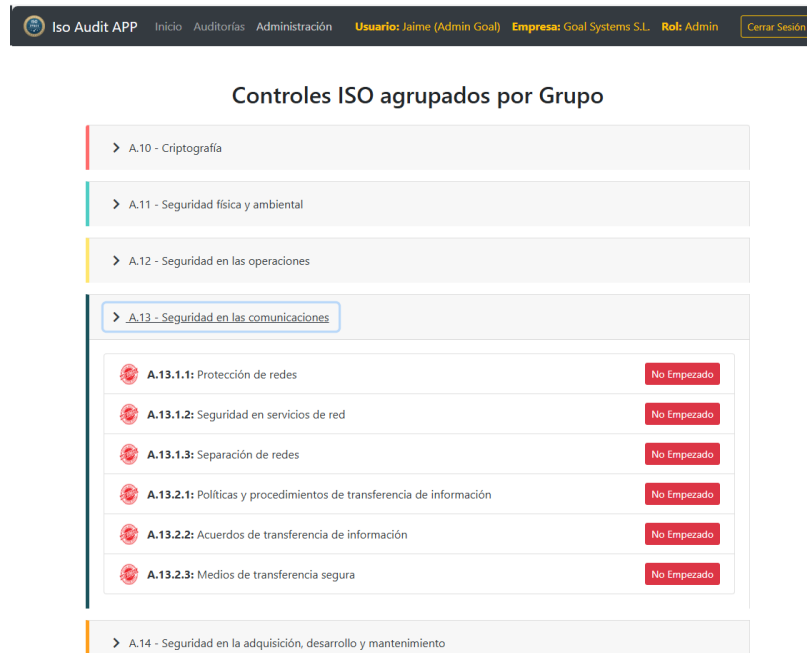 Iso Audit APP Inicio Auditorías Administración Usuario: Jaime (Admin Goal) Empresa: Goal Systems S.L. Rol: Admin Cerrar Sesión
Controles ISO agrupados por Grupo
A.10 - Criptografía
A.11 - Seguridad física y ambiental
A.12 - Seguridad en las operaciones
A.13 - Seguridad en las comunicaciones
A.13.1.1: Protección de redes No Empezado
A.13.1.2: Seguridad en servicios de red No Empezado
A.13.1.3: Separación de redes No Empezado
A.13.2.1: Políticas y procedimientos de transferencia de información No Empezado
A.13.2.2: Acuerdos de transferencia de información No Empezado
A.13.2.3: Medios de transferencia segura No Empezado
A.14 - Seguridad en la adquisición, desarrollo y mantenimiento